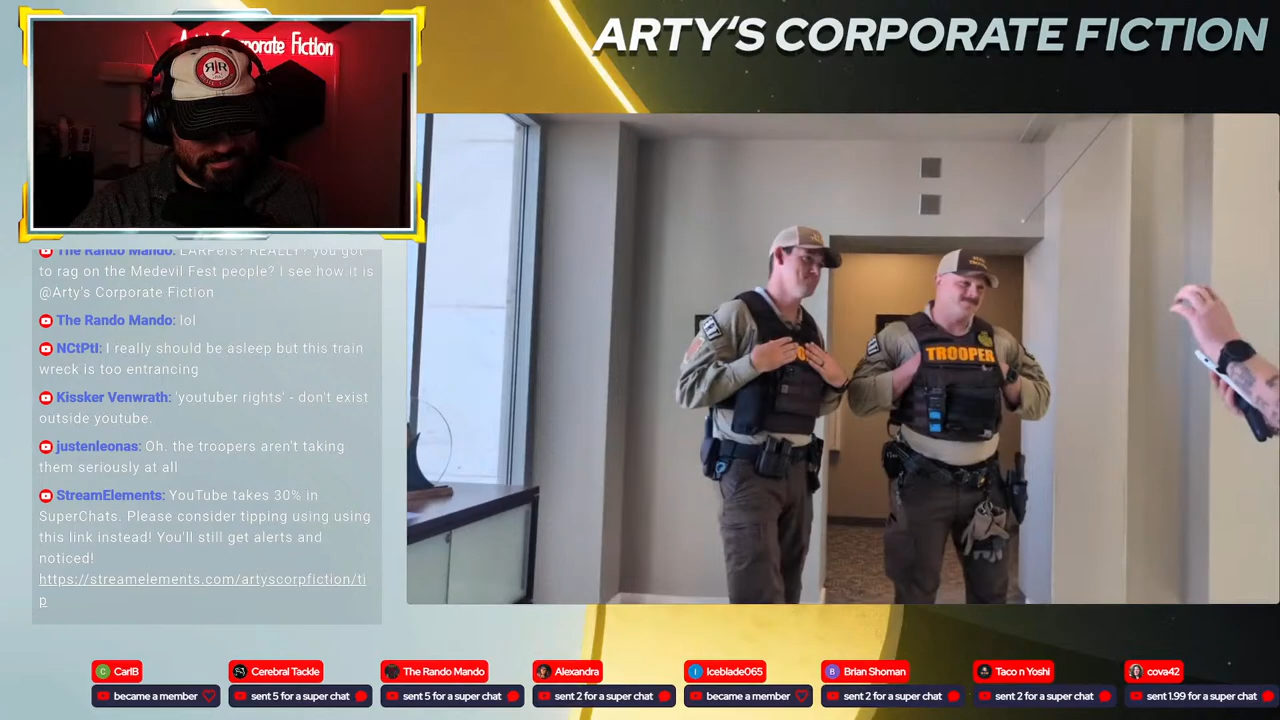 ARTY'S CORPORATE FICTION
Arty's Corporate Fiction
RR
The Rando Mando: LARPers? REALLY? you got
to rag on the Medevil Fest people? I see how it is
@Arty's Corporate Fiction
The Rando Mando: lol
NCtPtl: I really should be asleep but this train
wreck is too entrancing
Kissker Venwrath: 'youtuber rights' - don't exist
outside youtube.
justenleonas: Oh. the troopers aren't taking
them seriously at all
StreamElements: YouTube takes 30% in
SuperChats. Please consider tipping using using
this link instead! You'll still get alerts and
noticed!
https://streamelements.com/artyscorpfiction/ti
p
TROOPER
C CarlB
became a member
Cerebral Tackle
sent 5 for a super chat
The Rando Mando
sent 5 for a super chat
Alexandra
sent 2 for a super chat
I Iceblade065
became a member
B Brian Shoman
sent 2 for a super chat
Taco n Yoshi
sent 2 for a super chat
cova42
sent 1.99 for a super chat